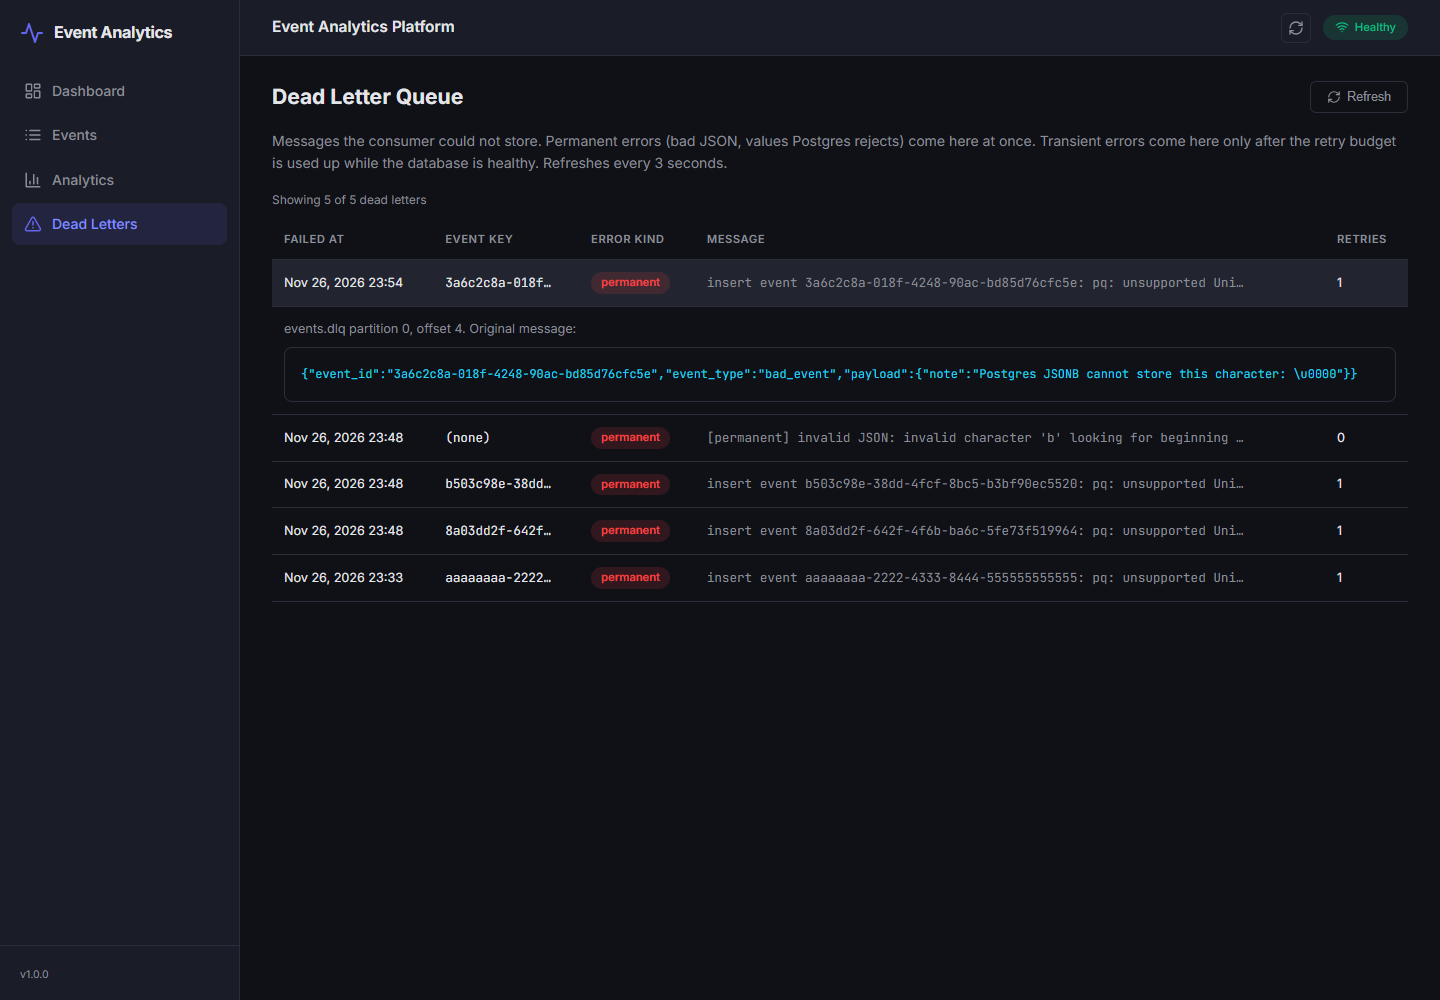 Event Analytics
Event Analytics Platform
Healthy
Dashboard
Events
Analytics
Dead Letters
Dead Letter Queue
Refresh
Messages the consumer could not store. Permanent errors (bad JSON, values Postgres rejects) come here at once. Transient errors come here only after the retry budget
is used up while the database is healthy. Refreshes every 3 seconds.
Showing 5 of 5 dead letters
FAILED AT EVENT KEY ERROR KIND MESSAGE RETRIES
Nov 26, 2026 23:54 3a6c2c8a-018f… permanent insert event 3a6c2c8a-018f-4248-90ac-bd85d76cfc5e: pq: unsupported Uni… 1
events.dlq partition 0, offset 4. Original message:
{"event_id":"3a6c2c8a-018f-4248-90ac-bd85d76cfc5e","event_type":"bad_event","payload":{"note":"Postgres JSONB cannot store this character: \u0000"}}
Nov 26, 2026 23:48 (none) permanent [permanent] invalid JSON: invalid character 'b' looking for beginning … 0
Nov 26, 2026 23:48 b503c98e-38dd… permanent insert event b503c98e-38dd-4fcf-8bc5-b3bf90ec5520: pq: unsupported Uni… 1
Nov 26, 2026 23:48 8a03dd2f-642f… permanent insert event 8a03dd2f-642f-4f6b-ba6c-5fe73f519964: pq: unsupported Uni… 1
Nov 26, 2026 23:33 aaaaaaaa-2222… permanent insert event aaaaaaaa-2222-4333-8444-555555555555: pq: unsupported Uni… 1
v1.0.0